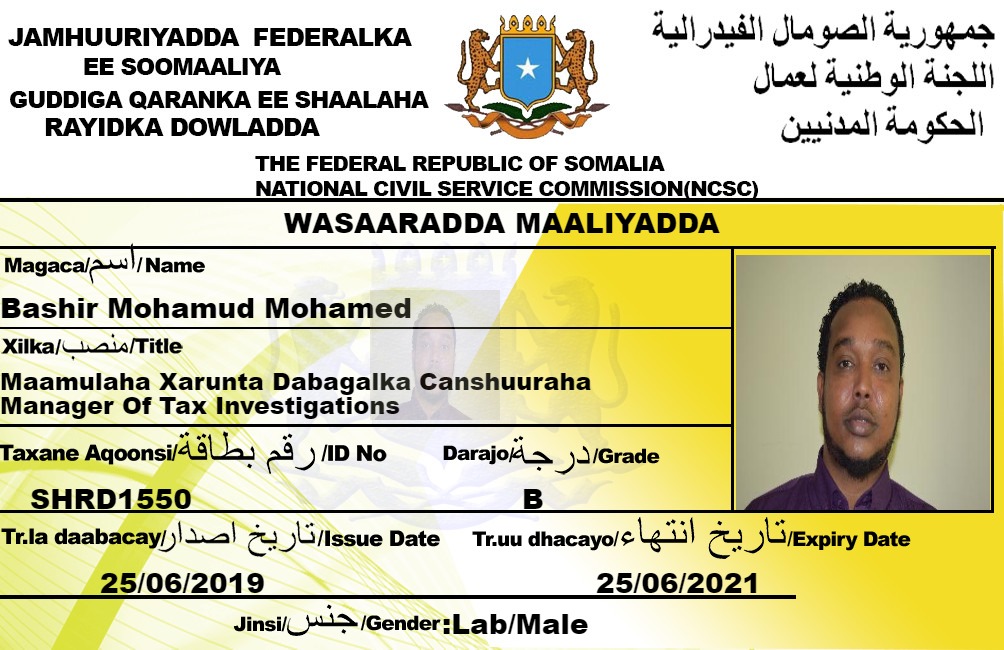 JAMHUURIYADDA FEDERALKA
EE SOOMAALIYA
GUDDIGA QARANKA EE SHAALAHA
RAYIDKA DOWLADDA
جمهورية الصومال الفيدرالية
اللجنة الوطنية لعمال
الحكومة المدنيين
THE FEDERAL REPUBLIC OF SOMALIA
NATIONAL CIVIL SERVICE COMMISSION(NCSC)
WASAARADDA MAALIYADDA
Magaca/اسم/Name
Bashir Mohamud Mohamed
Xilka/منصب/Title
Maamulaha Xarunta Dabagalka Canshuuraha
Manager Of Tax Investigations
Taxane Aqoonsi/رقم بطاقة/ID No Darajo/درجة/Grade
SHRD1550 B
Tr.la daabacay/تاريخ اصدار/Issue Date Tr.uu dhacayo/تاريخ انتهاء/Expiry Date
25/06/2019 25/06/2021
Jinsi/جنس/Gender:Lab/Male